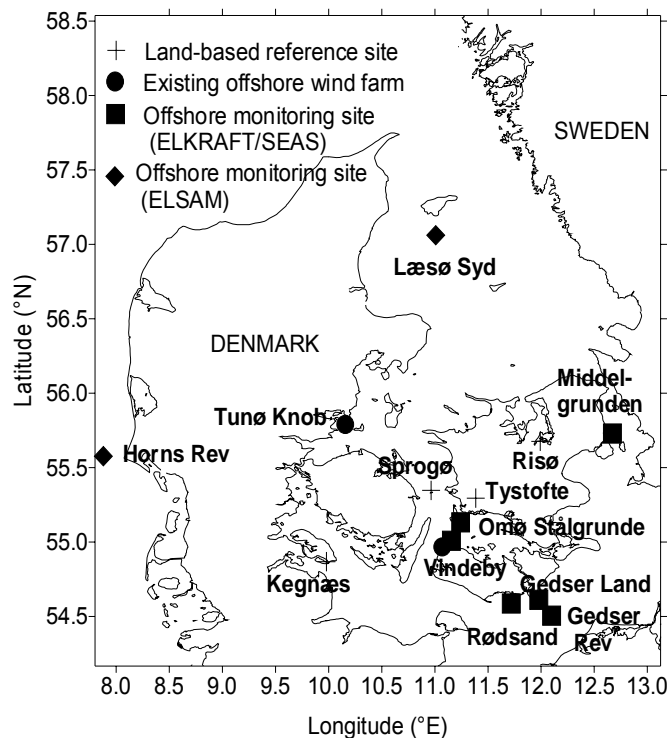 58.5
58.0
57.5
57.0
56.5
56.0
55.5
55.0
54.5
Latitude (°N)
Land-based reference site
Existing offshore wind farm
Offshore monitoring site
(ELKRAFT/SEAS)
Offshore monitoring site
(ELSAM)
SWEDEN
Læsø Syd
DENMARK
Middel-
grunden
Tunø Knob
Horns Rev
Sprogø
Risø
Tystofte
Omø Stålgrunde
Vindeby
Kegnæs
Gedser Land
Rødsand
Gedser
Rev
8.0 8.5 9.0 9.5 10.0 10.5 11.0 11.5 12.0 12.5 13.0
Longitude (°E)